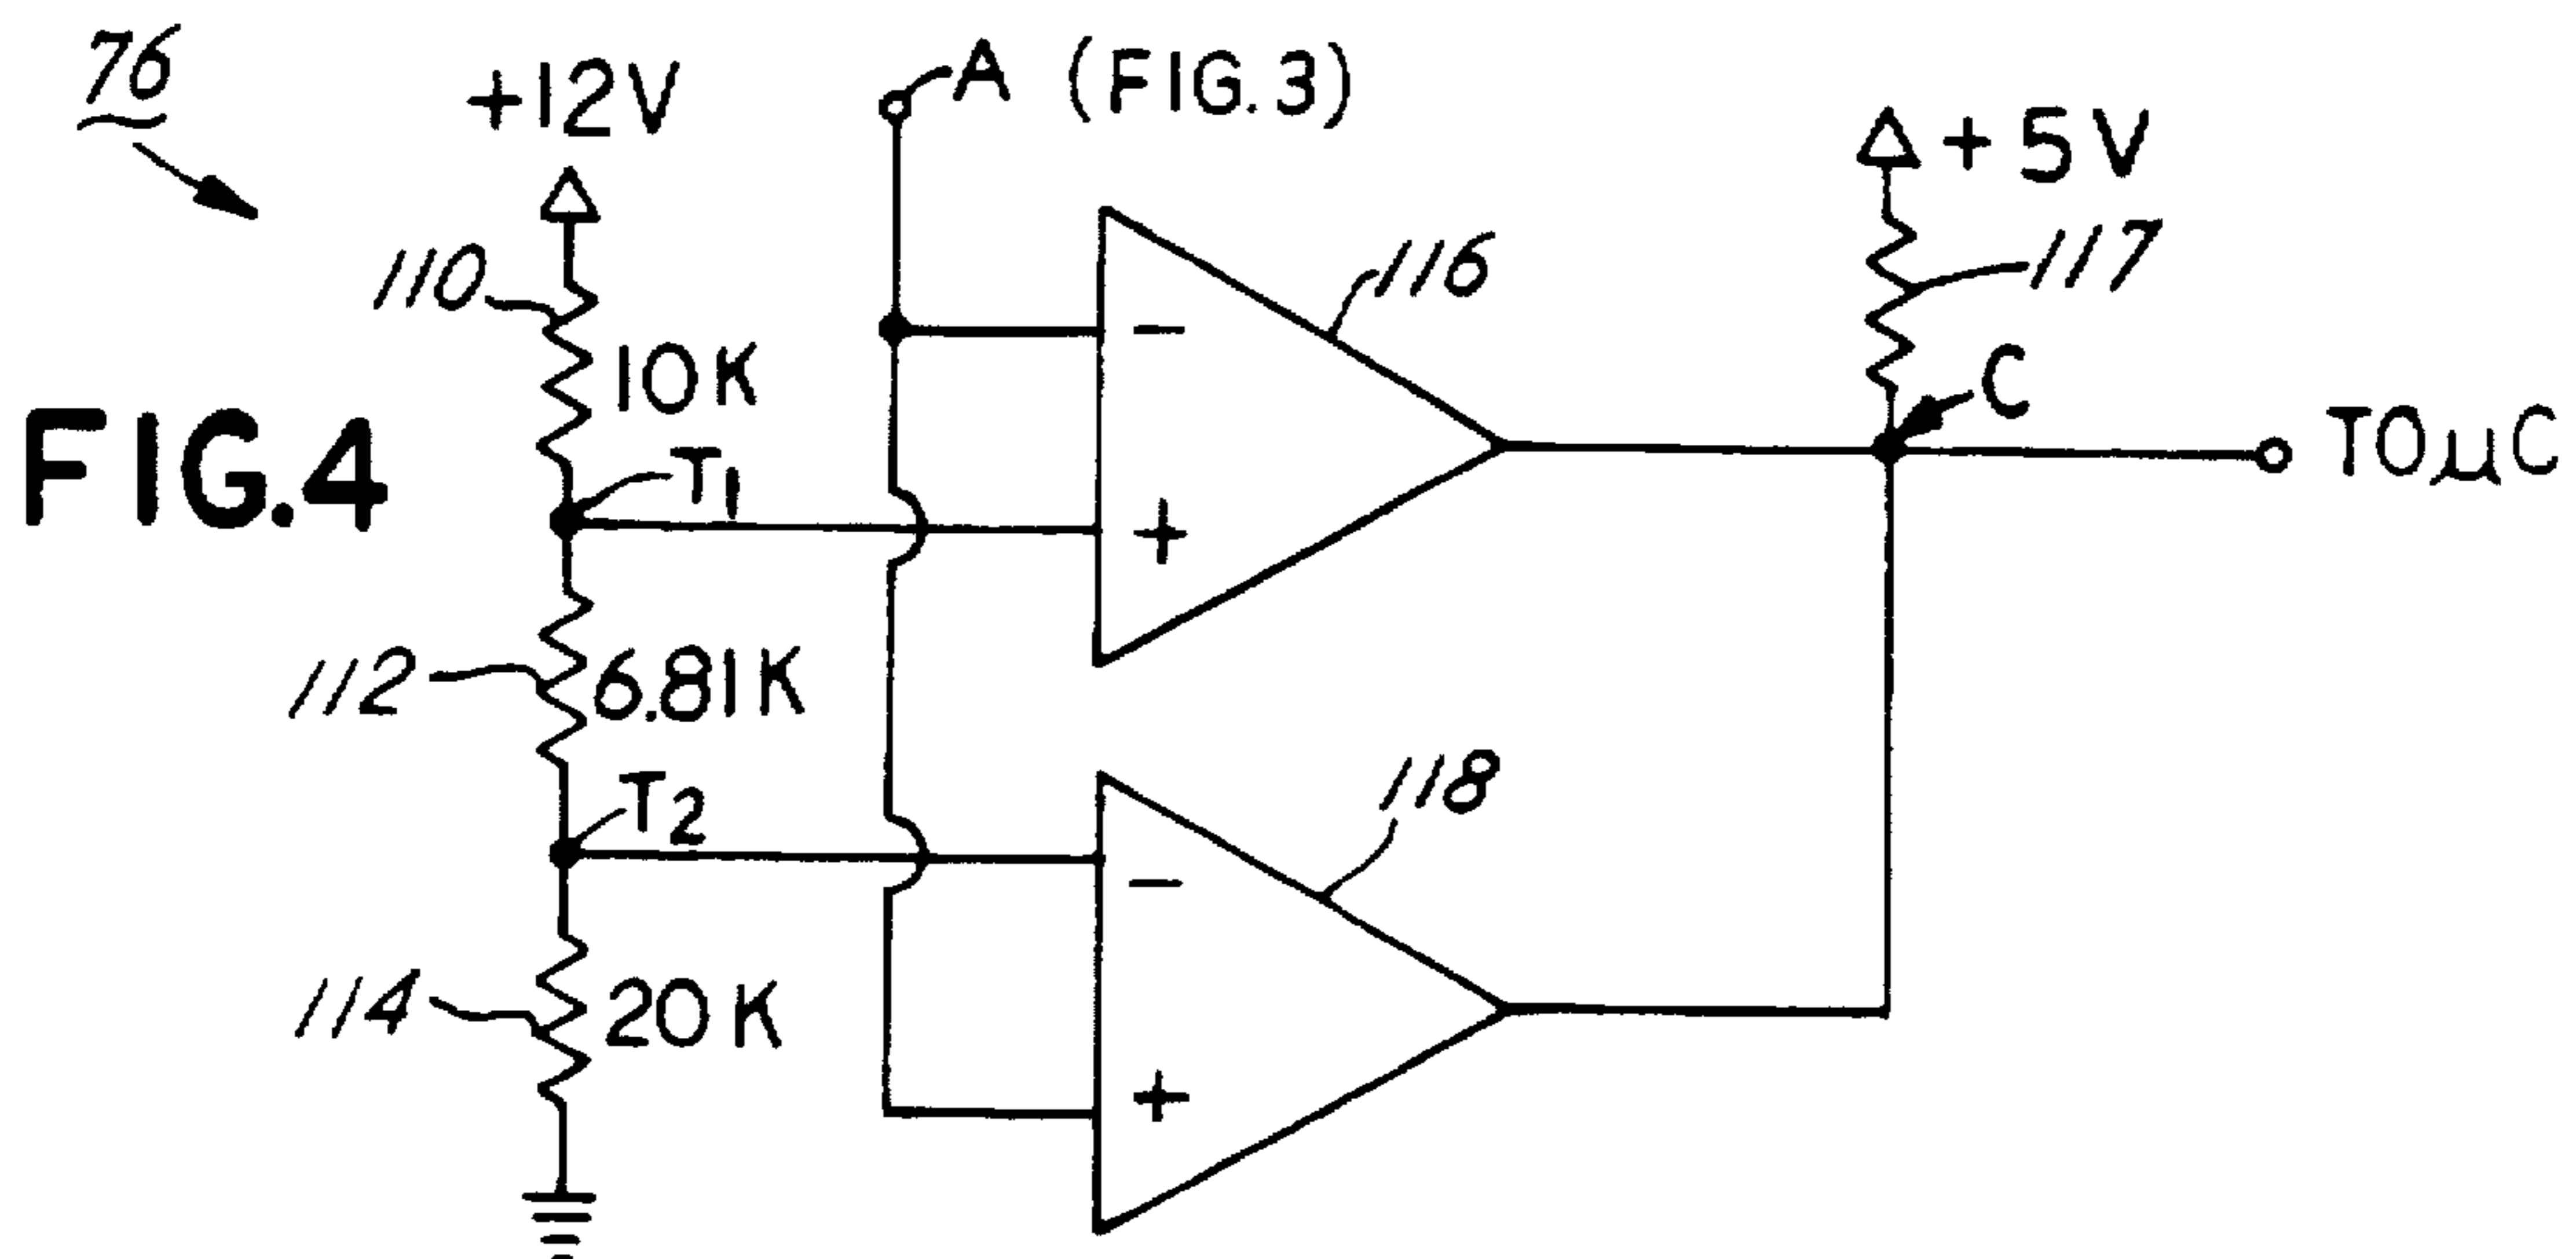 76
+12V
A (FIG.3)
+5V
110
10K
116
117
C
FIG.4
T1
TOµC
112
6.81K
T2
118
114
20K
-
+
-
+